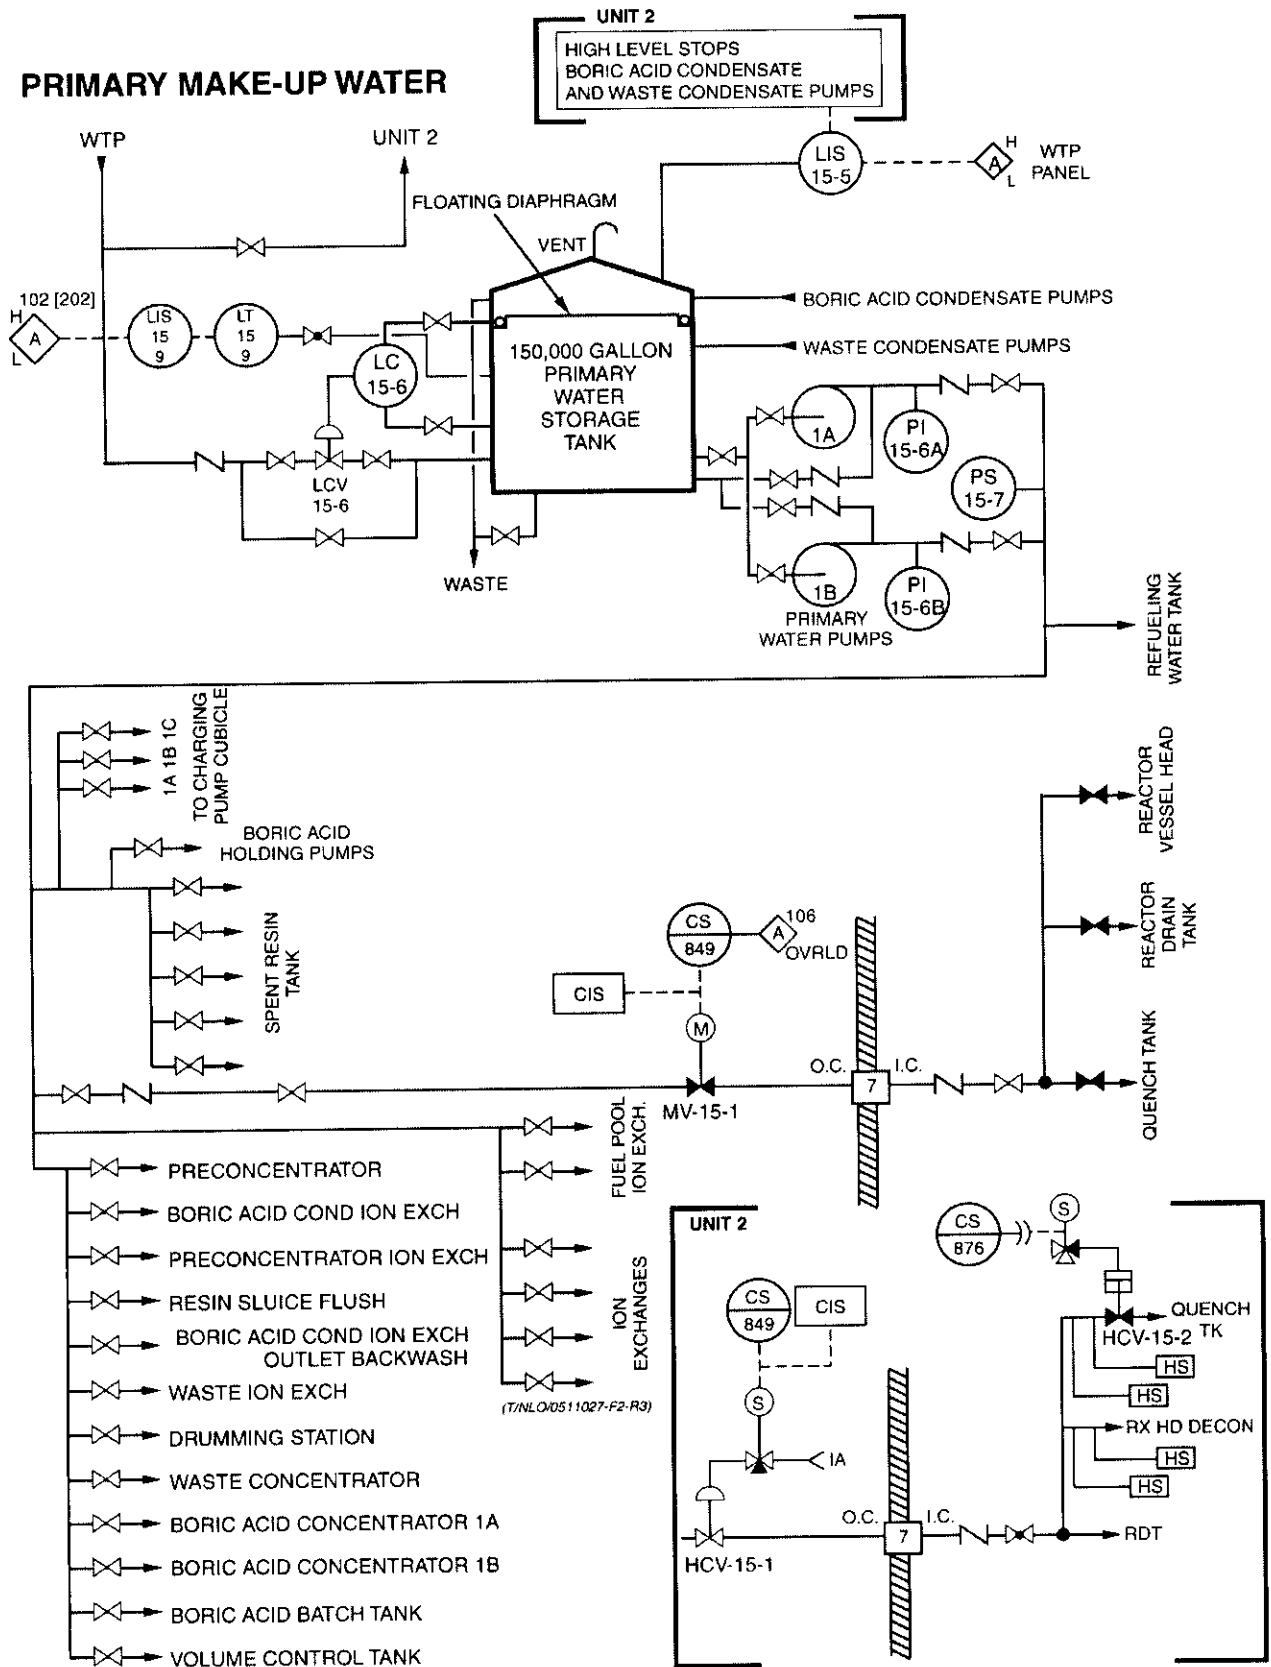 UNIT 2
HIGH LEVEL STOPS
BORIC ACID CONDENSATE
AND WASTE CONDENSATE PUMPS
PRIMARY MAKE-UP WATER
WTP
UNIT 2
LIS
15-5
A
H
L
WTP
PANEL
FLOATING DIAPHRAGM
VENT
102 [202]
H
A
L
LIS
15
9
LT
15
9
LC
15-6
LCV
15-6
150,000 GALLON
PRIMARY
WATER
STORAGE
TANK
BORIC ACID CONDENSATE PUMPS
WASTE CONDENSATE PUMPS
1A
PI
15-6A
PS
15-7
1B
PI
15-6B
PRIMARY
WATER PUMPS
WASTE
REFUELING
WATER TANK
1A 1B 1C
TO CHARGING
PUMP CUBICLE
BORIC ACID
HOLDING PUMPS
SPENT RESIN
TANK
REACTOR
VESSEL HEAD
REACTOR
DRAIN
TANK
QUENCH TANK
CS
849
A
106
OVRLD
CIS
M
MV-15-1
O.C.
7
I.C.
FUEL POOL
ION EXCH.
ION
EXCHANGES
(T/NLO/0511027-F2-R3)
PRECONCENTRATOR
BORIC ACID COND ION EXCH
PRECONCENTRATOR ION EXCH
RESIN SLUICE FLUSH
BORIC ACID COND ION EXCH
OUTLET BACKWASH
WASTE ION EXCH
DRUMMING STATION
WASTE CONCENTRATOR
BORIC ACID CONCENTRATOR 1A
BORIC ACID CONCENTRATOR 1B
BORIC ACID BATCH TANK
VOLUME CONTROL TANK
UNIT 2
CS
849
CIS
S
IA
HCV-15-1
O.C.
7
I.C.
CS
876
S
HCV-15-2
QUENCH
TK
HS
HS
RX HD DECON
HS
HS
RDT